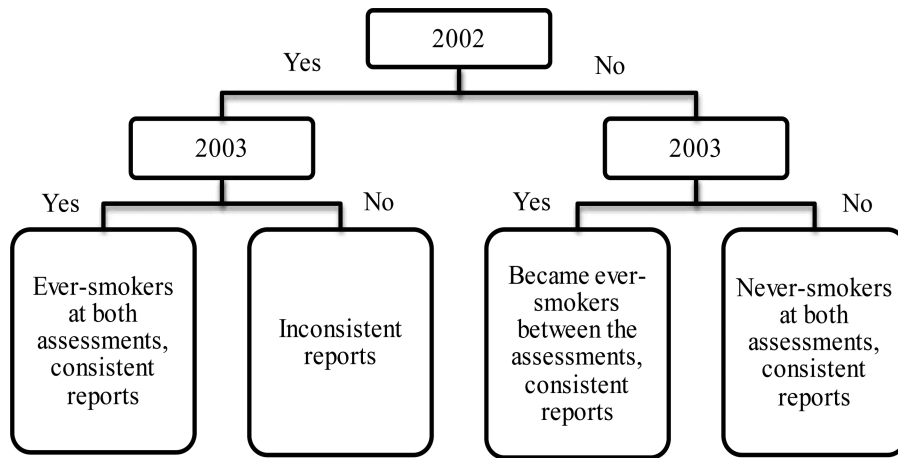 2002
Yes
No
2003
2003
Yes
No
Yes
No
Ever-smokers
at both
assessments,
consistent
reports
Inconsistent
reports
Became ever-
smokers
between the
assessments,
consistent
reports
Never-smokers
at both
assessments,
consistent
reports